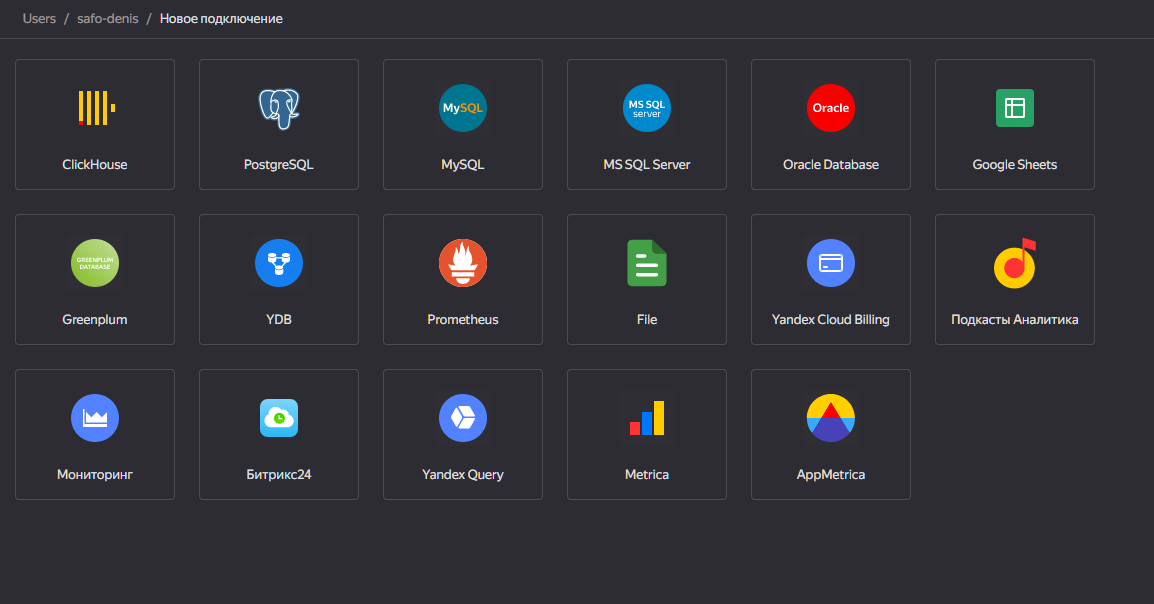 Users / safo-denis / Новое подключение
MySQL
MS SQL
server
Oracle
ClickHouse
PostgreSQL
MySQL
MS SQL Server
Oracle Database
Google Sheets
GREENPLUM
DATABASE
Greenplum
YDB
Prometheus
File
Yandex Cloud Billing
Подкасты Аналитика
Мониторинг
Битрикс24
Yandex Query
Metrica
AppMetrica